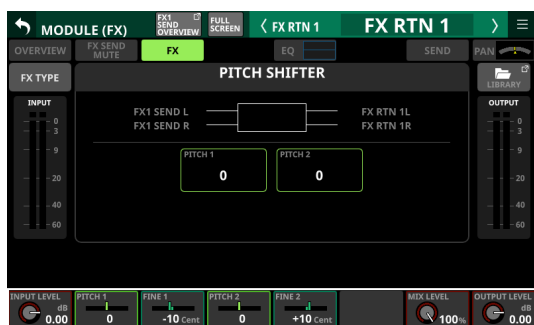 MODULE (FX)
FX1 SEND OVERVIEW
FULL SCREEN
FX RTN 1
FX RTN 1
OVERVIEW
FX SEND MUTE
FX
EQ
SEND
PAN
FX TYPE
PITCH SHIFTER
LIBRARY
INPUT
OUTPUT
0
3
9
20
40
60
FX1 SEND L
FX1 SEND R
FX RTN 1L
FX RTN 1R
PITCH 1
0
PITCH 2
0
0
3
9
20
40
60
INPUT LEVEL
dB
0.00
PITCH 1
0
FINE 1
-10 Cent
PITCH 2
0
FINE 2
+10 Cent
MIX LEVEL
100%
OUTPUT LEVEL
dB
0.00